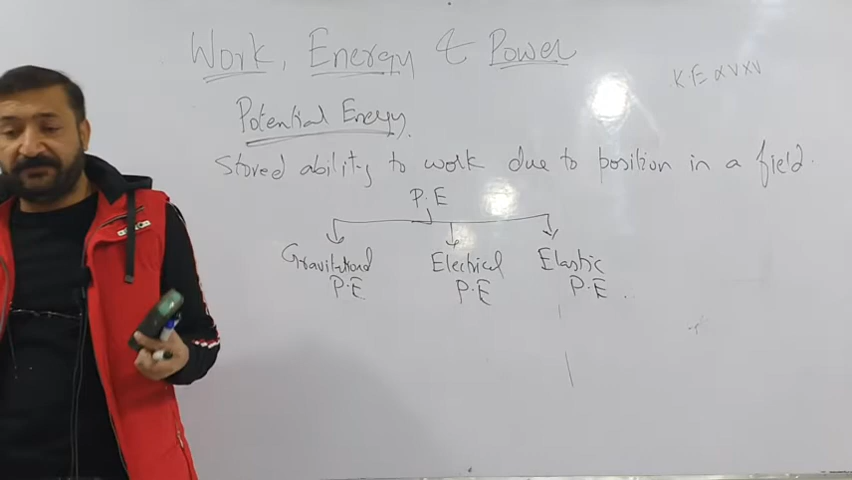 Work, Energy & Power
K E α V x V
Potential Energy.
Stored ability to work due to position in a field.
P.E
Gravitational Electrical Elastic
P.E P.E P.E ..